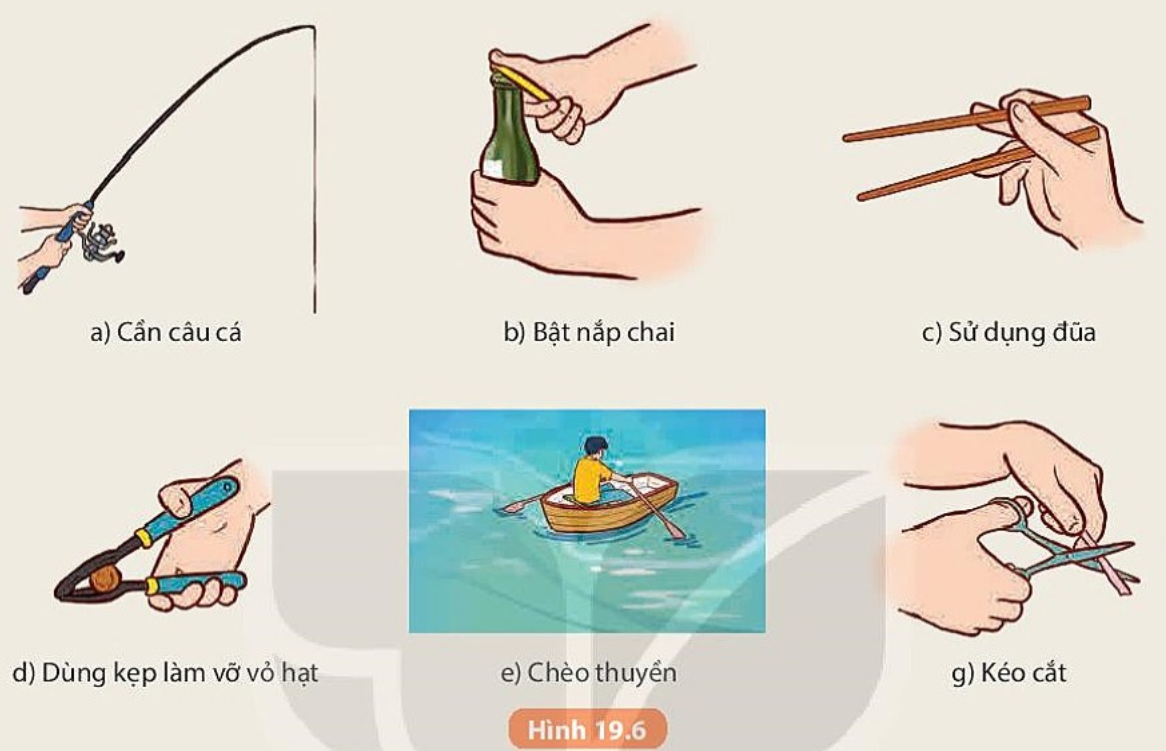 a) Cần câu cá
b) Bật nắp chai
c) Sử dụng đũa
d) Dùng kẹp làm vỡ vỏ hạt
e) Chèo thuyền
g) Kéo cắt
Hình 19.6